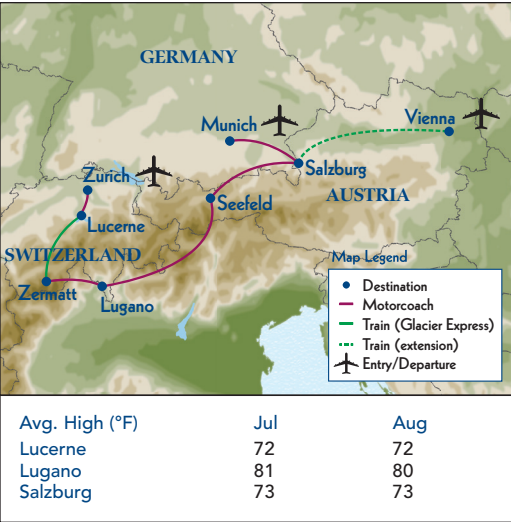 GERMANY
Munich
Vienna
Zurich
Salzburg
Seefeld
AUSTRIA
Lucerne
SWITZERLAND
Zermatt
Lugano
Map Legend
Destination
Motorcoach
Train (Glacier Express)
Train (extension)
Entry/Departure
Avg. High (°F) Jul Aug
Lucerne 72 72
Lugano 81 80
Salzburg 73 73